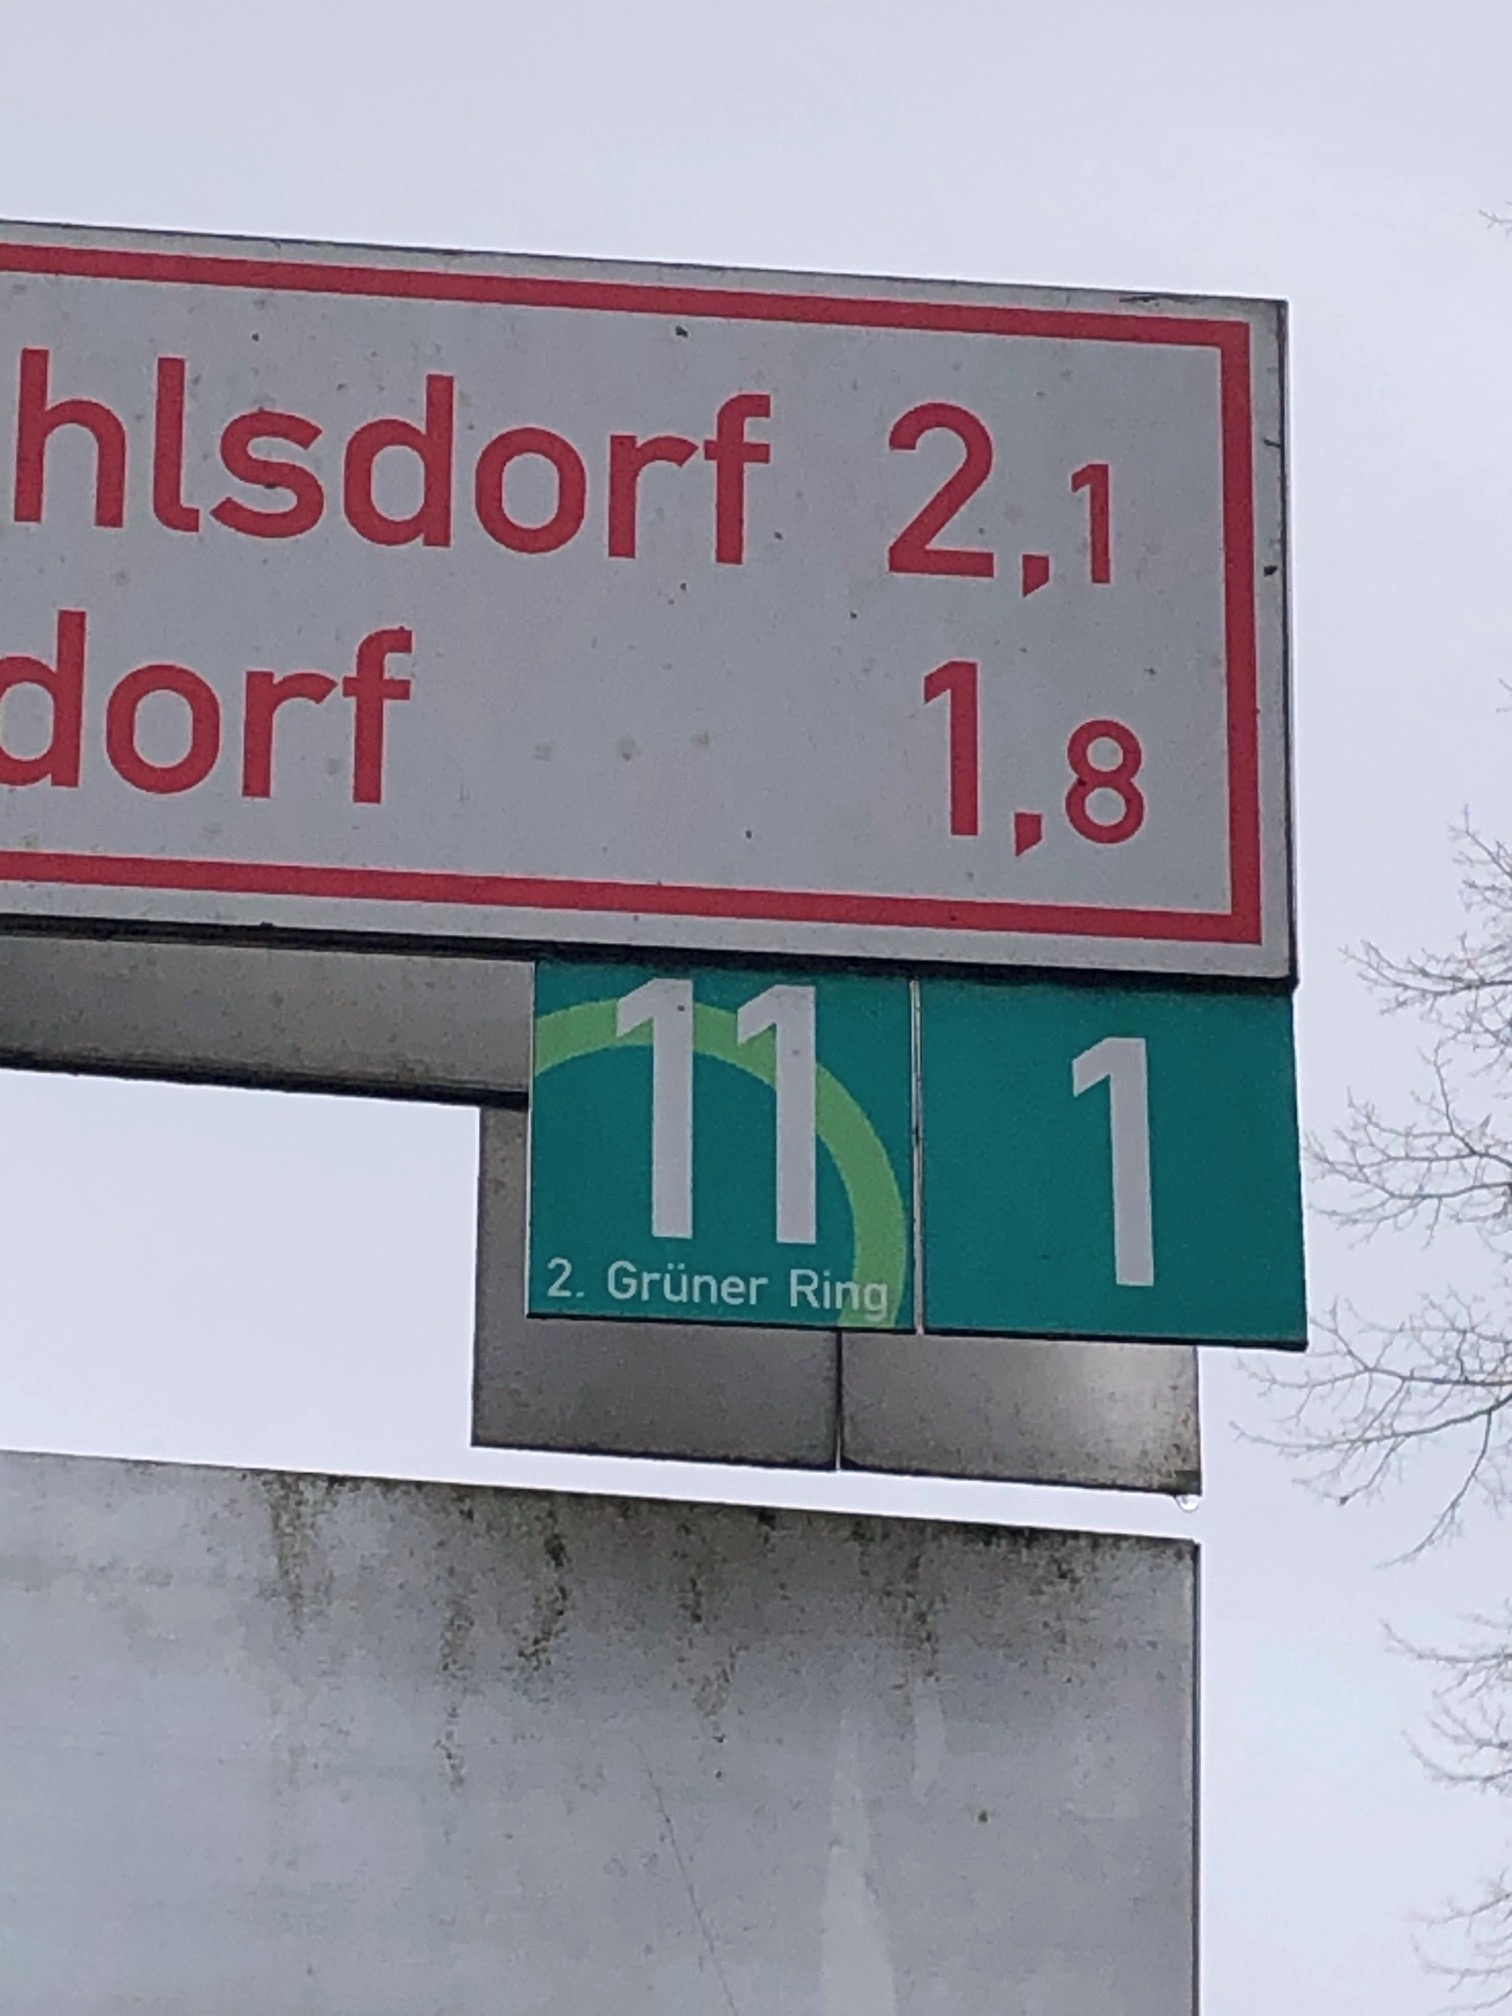 hlsdorf 2,1
dorf 1,8
11 1
2. Grüner Ring